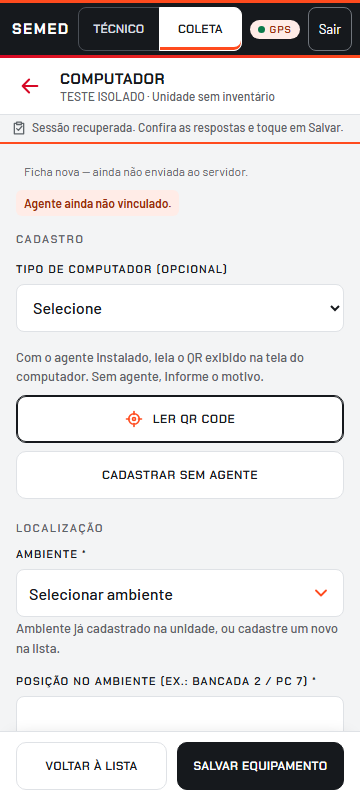 SEMED
TÉCNICO
COLETA
GPS
Sair
COMPUTADOR
TESTE ISOLADO · Unidade sem inventário
Sessão recuperada. Confira as respostas e toque em Salvar.
Ficha nova — ainda não enviada ao servidor.
Agente ainda não vinculado.
CADASTRO
TIPO DE COMPUTADOR (OPCIONAL)
Selecione
Com o agente instalado, leia o QR exibido na tela do
computador. Sem agente, informe o motivo.
LER QR CODE
CADASTRAR SEM AGENTE
LOCALIZAÇÃO
AMBIENTE *
Selecionar ambiente
Ambiente já cadastrado na unidade, ou cadastre um novo
na lista.
POSIÇÃO NO AMBIENTE (EX.: BANCADA 2 / PC 7) *
VOLTAR À LISTA
SALVAR EQUIPAMENTO